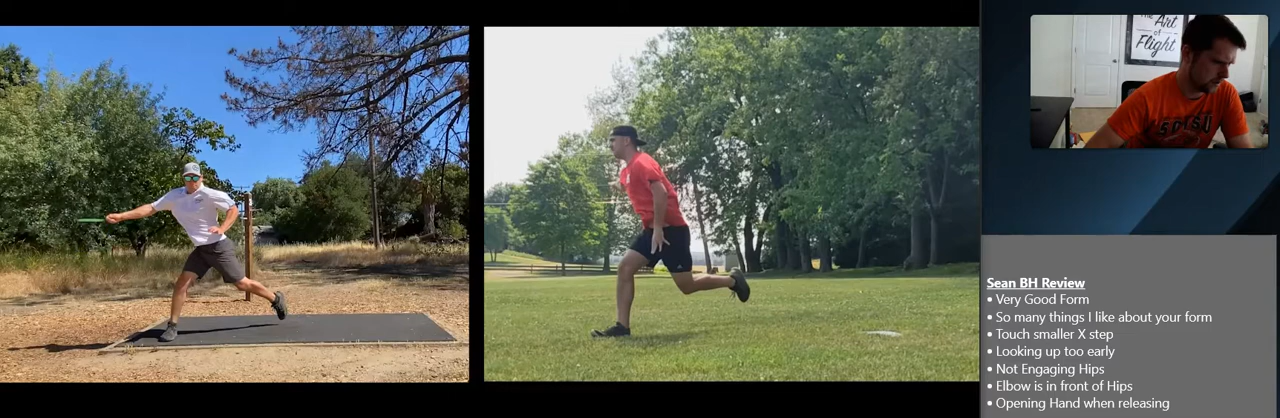 The
Art
of
Flight
Sean BH Review
• Very Good Form
• So many things I like about your form
• Touch smaller X step
• Looking up too early
• Not Engaging Hips
• Elbow is in front of Hips
• Opening Hand when releasing